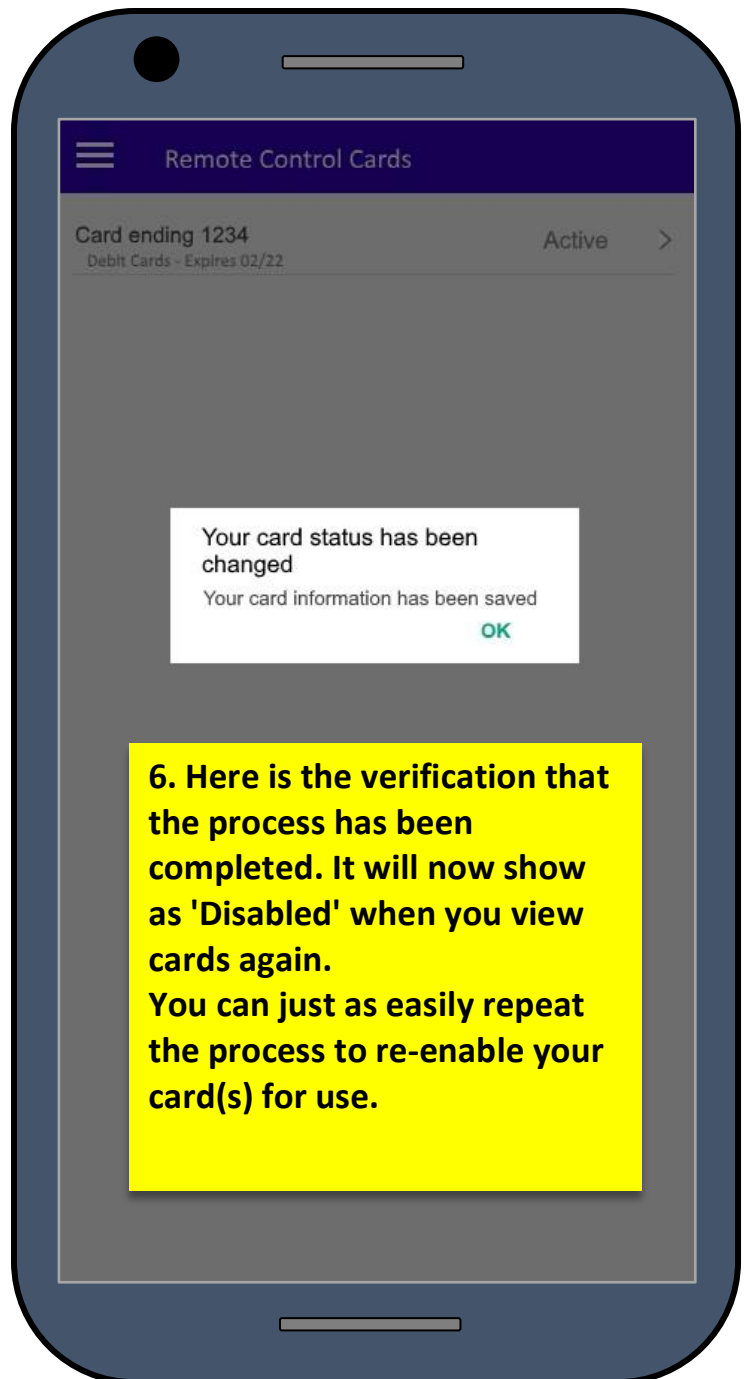 Remote Control Cards
Card ending 1234
Active
Debit Cards - Expires 02/22
Your card status has been
changed
Your card information has been saved
OK
6. Here is the verification that
the process has been
completed. It will now show
as 'Disabled' when you view
cards again.
You can just as easily repeat
the process to re-enable your
card(s) for use.